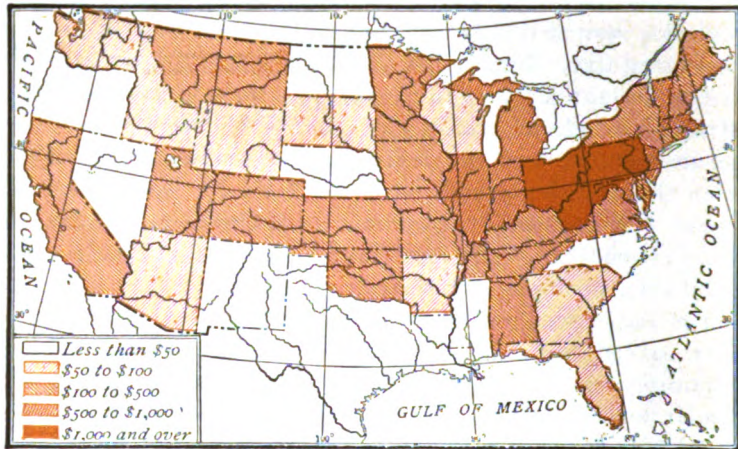 PACIFIC
OCEAN
ATLANTIC OCEAN
GULF OF MEXICO
Less than $50
$50 to $100
$100 to $500
$500 to $1,000
$1,000 and over